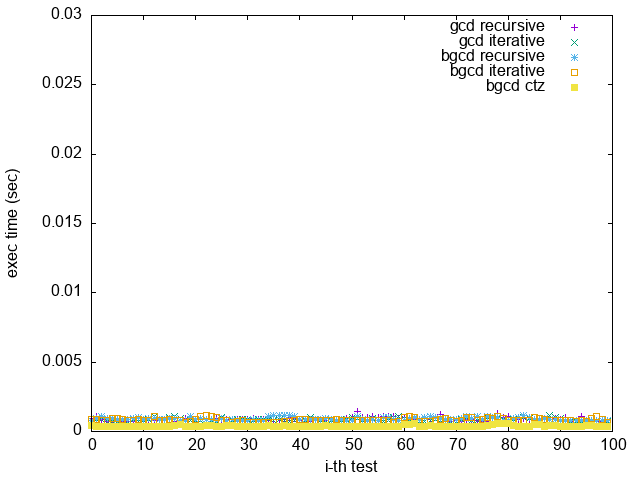 0.03
0.025
0.02
0.015
0.01
0.005
0
0 10 20 30 40 50 60 70 80 90 100
exec time (sec)
i-th test
gcd recursive
gcd iterative
bgcd recursive
bgcd iterative
bgcd ctz